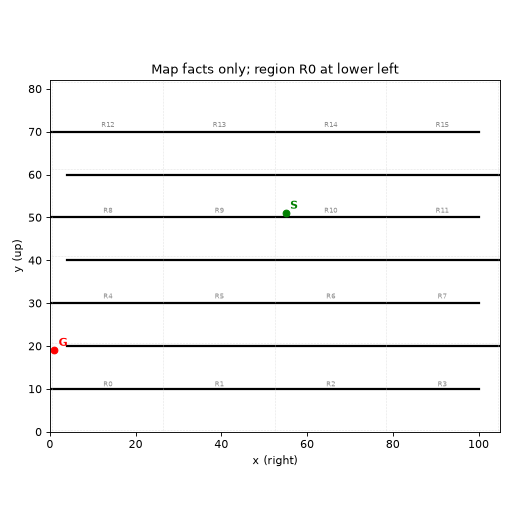 Map facts only; region R0 at lower left
80
R12 R13 R14 R15
70
60
S
R8 R9 R10 R11
50
40
R4 R5 R6 R7
30
G
20
R0 R1 R2 R3
10
0
0 20 40 60 80 100
x (right)
y (up)